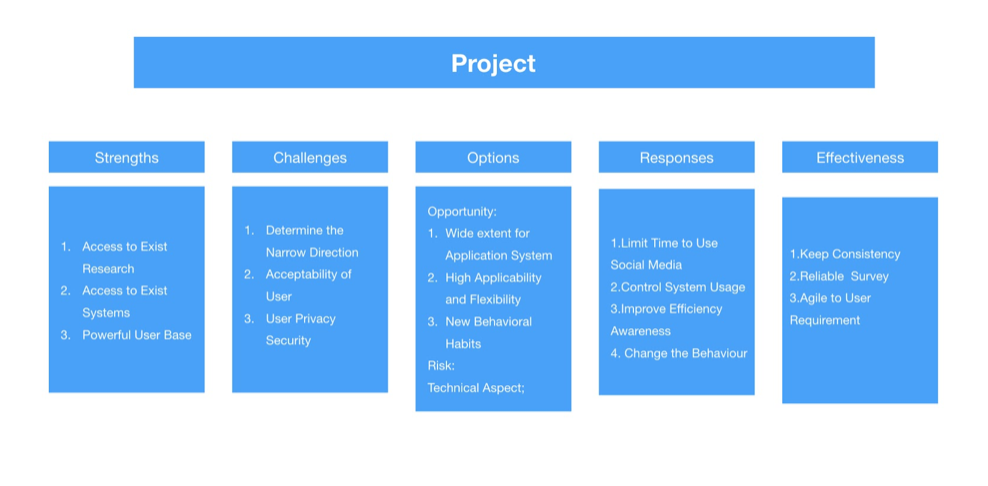 Project
Strengths
1. Access to Exist
Research
2. Access to Exist
Systems
3. Powerful User Base
Challenges
1. Determine the
Narrow Direction
2. Acceptability of
User
3. User Privacy
Security
Options
Opportunity:
1. Wide extent for
Application System
2. High Applicability
and Flexibility
3. New Behavioral
Habits
Risk:
Technical Aspect;
Responses
1.Limit Time to Use
Social Media
2.Control System Usage
3.Improve Efficiency
Awareness
4. Change the Behaviour
Effectiveness
1.Keep Consistency
2.Reliable Survey
3.Agile to User
Requirement